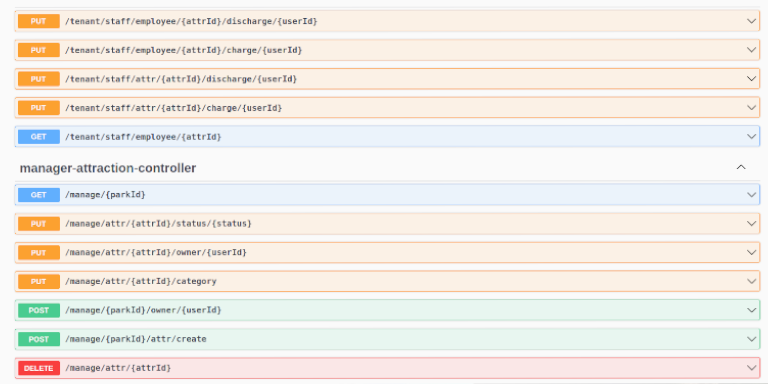 PUT /tenant/staff/employee/{attrId}/discharge/{userId}
PUT /tenant/staff/employee/{attrId}/charge/{userId}
PUT /tenant/staff/attr/{attrId}/discharge/{userId}
PUT /tenant/staff/attr/{attrId}/charge/{userId}
GET /tenant/staff/employee/{attrId}
manager-attraction-controller
GET /manage/{parkId}
PUT /manage/attr/{attrId}/status/{status}
PUT /manage/attr/{attrId}/owner/{userId}
PUT /manage/attr/{attrId}/category
POST /manage/{parkId}/owner/{userId}
POST /manage/{parkId}/attr/create
DELETE /manage/attr/{attrId}